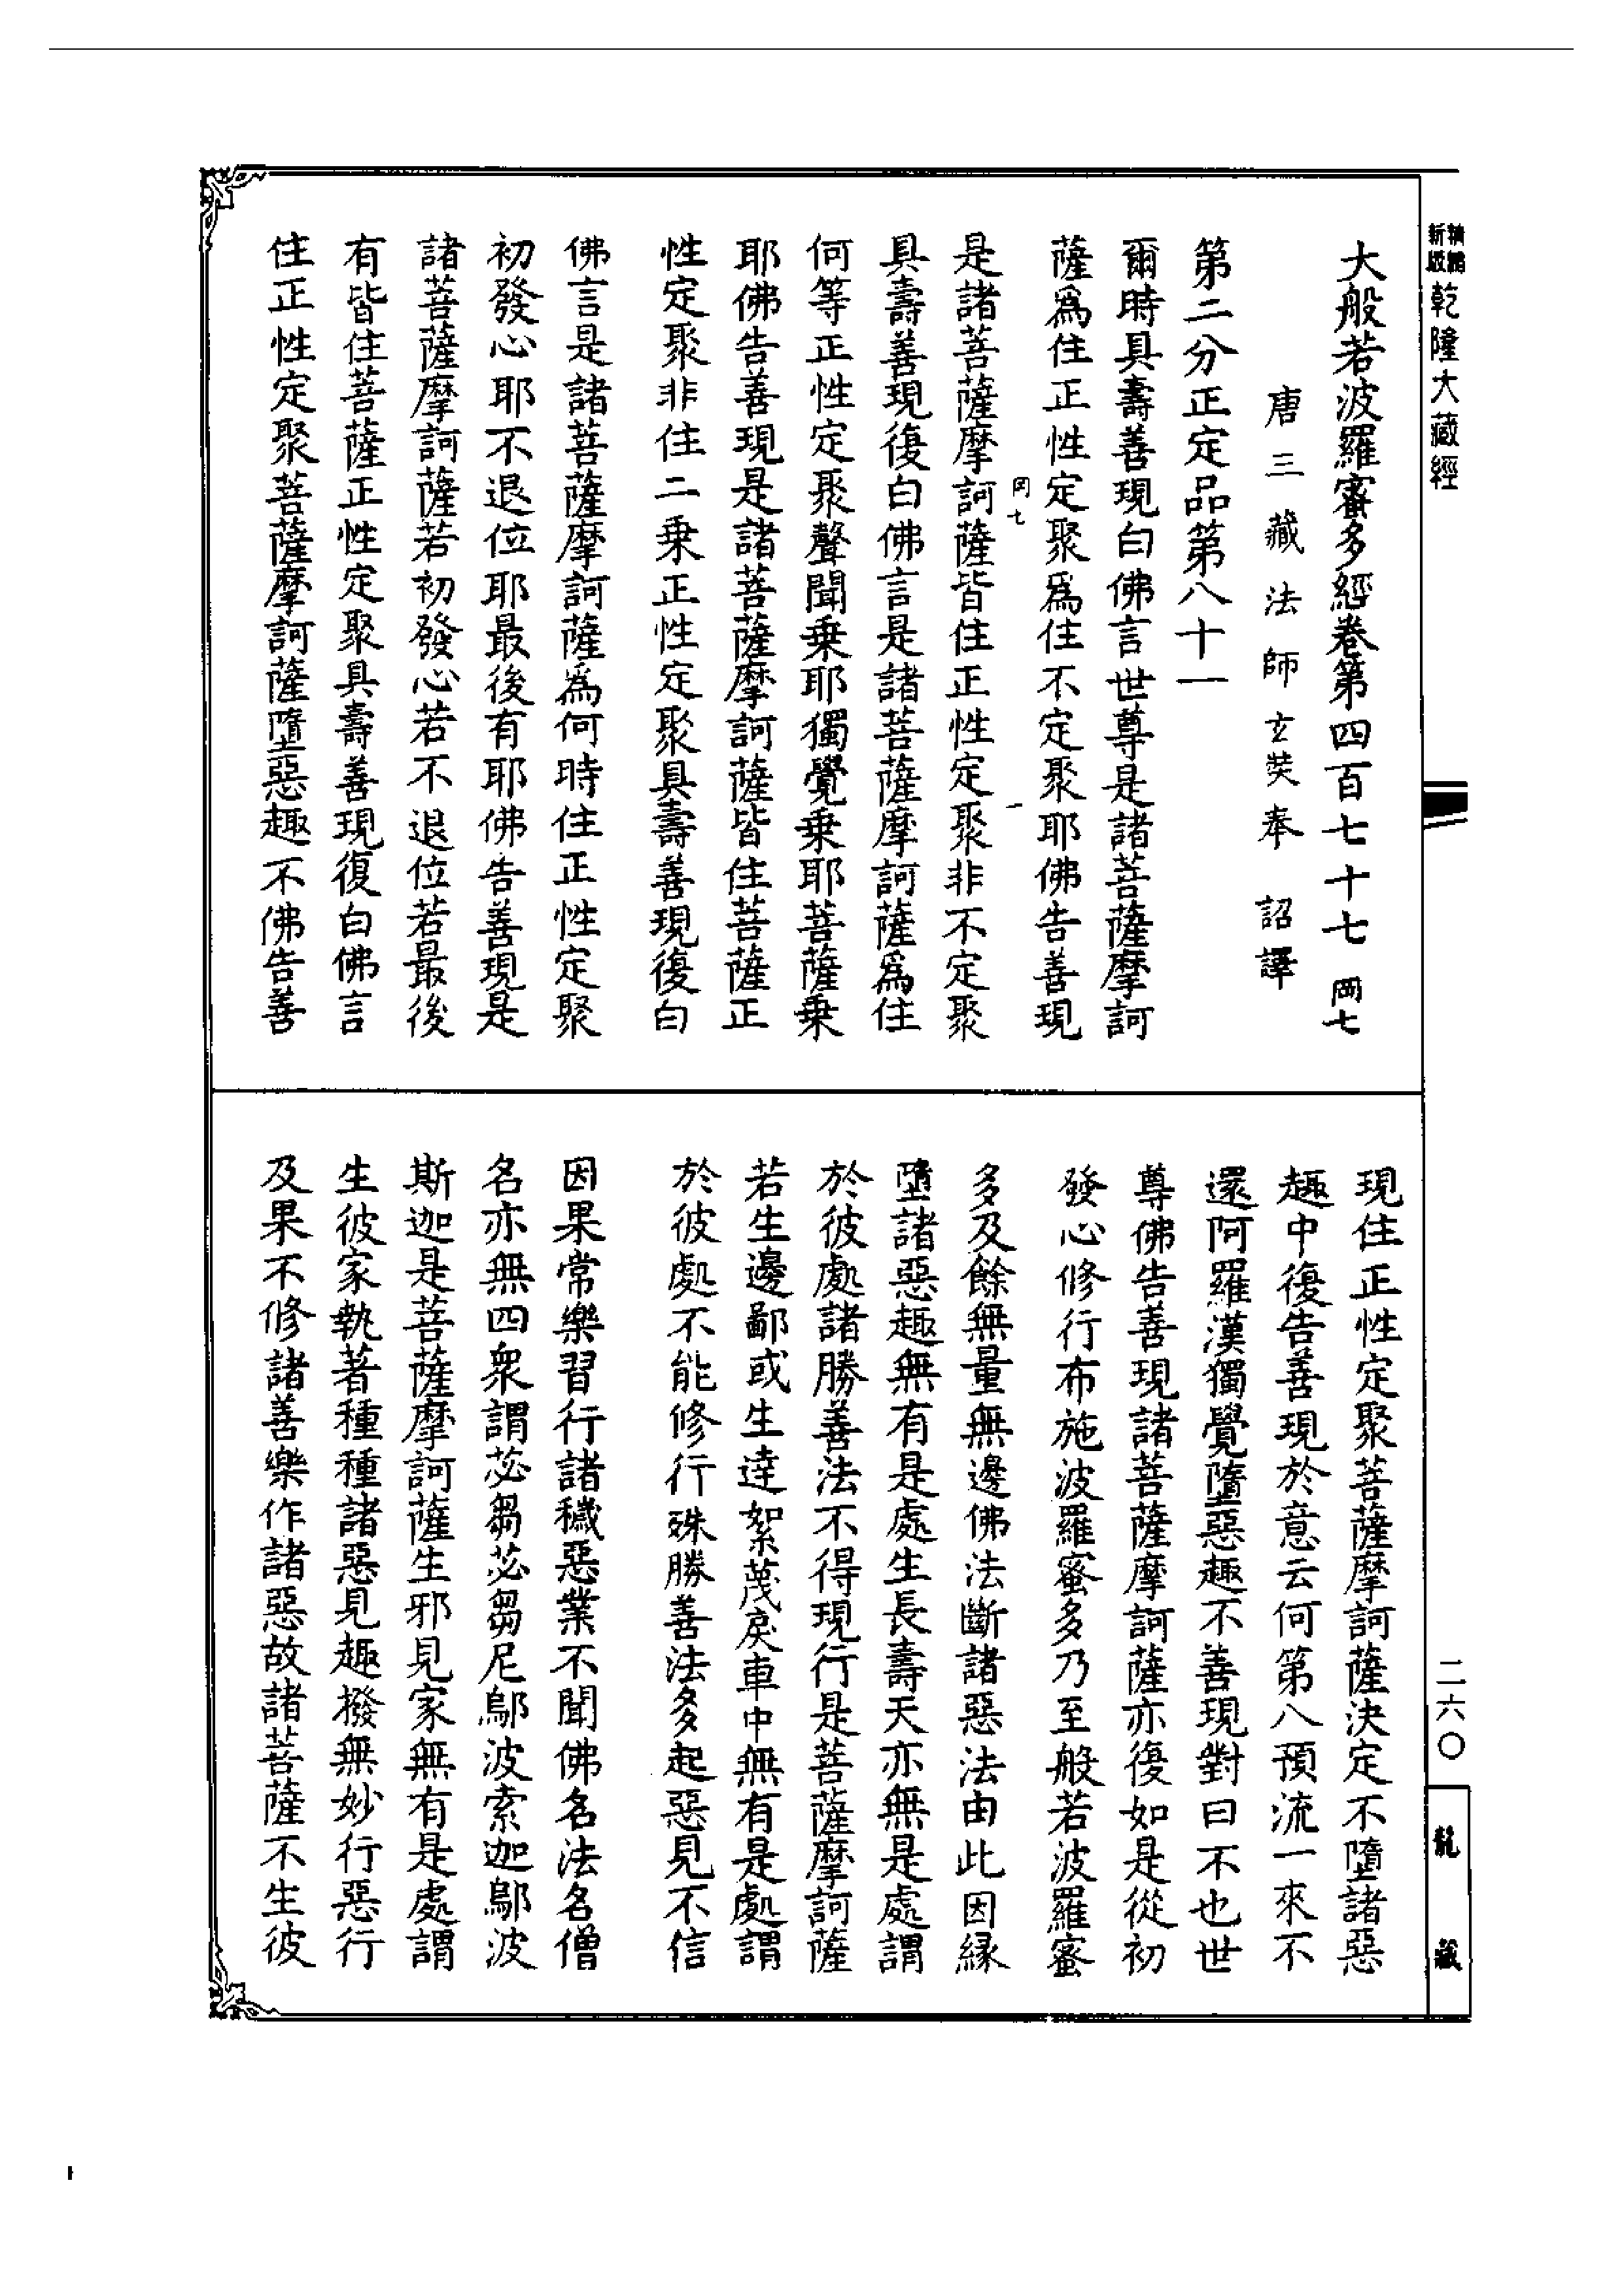 乾隆大藏經
大般若波羅蜜多經卷第四百七十七 岡七
唐三藏法師玄奘奉 詔譯
第二分正定品第八十一
爾時具壽善現白佛言世尊是諸菩薩摩訶
薩爲住正性定聚爲住不定聚耶佛告善現
岡七 一
是諸菩薩摩訶薩皆住正性定聚非不定聚
具壽善現復白佛言是諸菩薩摩訶薩爲住
何等正性定聚聲聞乗耶獨覺乗耶菩薩乗
耶佛告善現是諸菩薩摩訶薩皆住菩薩正
性定聚非住二乗正性定聚具壽善現復白
佛言是諸菩薩摩訶薩爲何時住正性定聚
初發心耶不退位耶最後有耶佛告善現是
諸菩薩摩訶薩若初發心若不退位若最後
有皆住菩薩正性定聚具壽善現復白佛言
住正性定聚菩薩摩訶薩墮惡趣不佛告善
現住正性定聚菩薩摩訶薩決定不墮諸惡
趣中復告善現於意云何第八預流一來不
還阿羅漢獨覺墮惡趣不善現對曰不也世
尊佛告善現諸菩薩摩訶薩亦復如是從初
發心修行布施波羅蜜多乃至般若波羅蜜
多及餘無量無邊佛法斷諸惡法由此因緣
墮諸惡趣無有是處生長壽天亦無是處謂
於彼處諸勝善法不得現行是菩薩摩訶薩
若生邊鄙或生達絮蔑戾車中無有是處謂
於彼處不能修行殊勝善法多起惡見不信
因果常樂習行諸穢惡業不聞佛名法名僧
名亦無四衆謂苾芻苾芻尼鄔波索迦鄔波
斯迦是菩薩摩訶薩生邪見家無有是處謂
生彼家執著種種諸惡見趣撥無妙行惡行
及果不修諸善樂作諸惡故諸菩薩不生彼
二六〇
龍藏